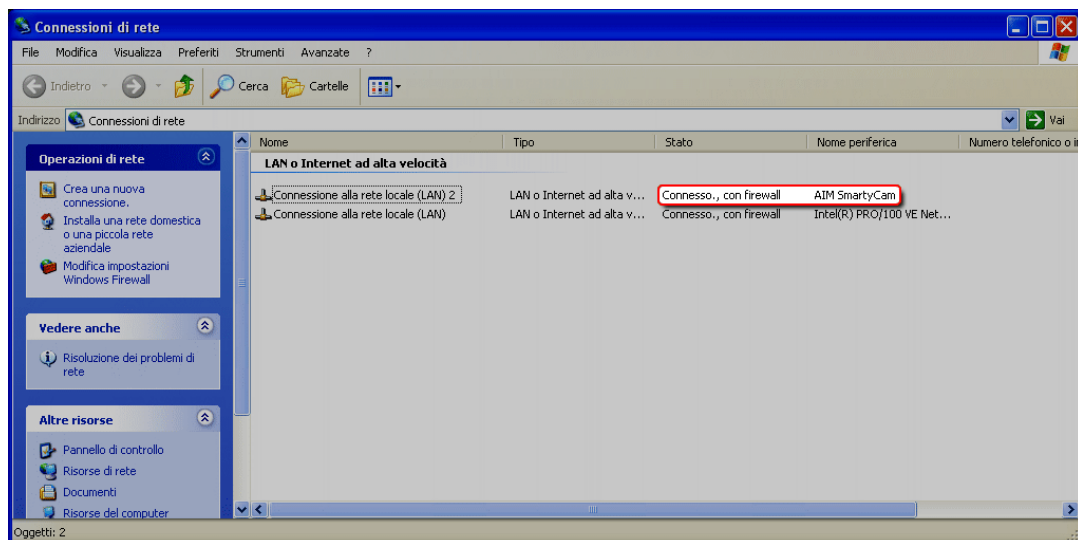 Connessioni di rete
File Modifica Visualizza Preferiti Strumenti Avanzate ?
Indietro Cerca Cartelle
Indirizzo Connessioni di rete Vai
Operazioni di rete
Crea una nuova
connessione.
Installa una rete domestica
o una piccola rete
aziendale
Modifica impostazioni
Windows Firewall
Vedere anche
Risoluzione dei problemi di
rete
Altre risorse
Pannello di controllo
Risorse di rete
Documenti
Risorse del computer
Nome Tipo Stato Nome periferica Numero telefonico o i
LAN o Internet ad alta velocità
Connessione alla rete locale (LAN) 2 LAN o Internet ad alta v... Connesso., con firewall AIM SmartyCam
Connessione alla rete locale (LAN) LAN o Internet ad alta v... Connesso., con firewall Intel(R) PRO/100 VE Net...
Oggetti: 2